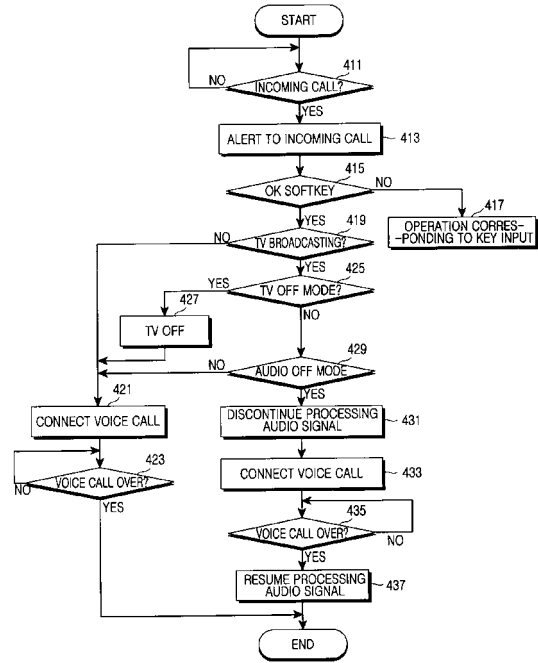 START
411
NO
INCOMING CALL?
YES
ALERT TO INCOMING CALL
413
415
OK SOFTKEY
NO
YES
417
OPERATION CORRES-
-PONDING TO KEY INPUT
419
NO
TV BROADCASTING?
YES
425
YES
TV OFF MODE?
427
NO
TV OFF
429
NO
AUDIO OFF MODE
YES
421
CONNECT VOICE CALL
DISCONTINUE PROCESSING
AUDIO SIGNAL
431
423
VOICE CALL OVER?
NO
YES
CONNECT VOICE CALL
433
435
VOICE CALL OVER?
NO
YES
RESUME PROCESSING
AUDIO SIGNAL
437
END